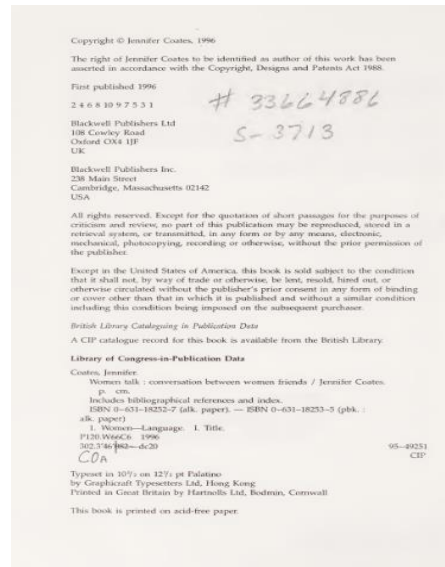 Copyright © Jennifer Coates, 1996
The right of Jennifer Coates to be identified as author of this work has been
asserted in accordance with the Copyright, Designs and Patents Act 1988.
First published 1996
2 4 6 8 10 9 7 5 3 1
# 33664886
S-3713
Blackwell Publishers Ltd
108 Cowley Road
Oxford OX4 1JF
UK
Blackwell Publishers Inc.
238 Main Street
Cambridge, Massachusetts 02142
USA
All rights reserved. Except for the quotation of short passages for the purposes of
criticism and review, no part of this publication may be reproduced, stored in a
retrieval system, or transmitted, in any form or by any means, electronic,
mechanical, photocopying, recording or otherwise, without the prior permission of
the publisher.
Except in the United States of America, this book is sold subject to the condition
that it shall not, by way of trade or otherwise, be lent, resold, hired out, or
otherwise circulated without the publisher's prior consent in any form of binding
or cover other than that in which it is published and without a similar condition
including this condition being imposed on the subsequent purchaser.
British Library Cataloguing in Publication Data
A CIP catalogue record for this book is available from the British Library.
Library of Congress-in-Publication Data
Coates, Jennifer.
Women talk : conversation between women friends / Jennifer Coates.
p. cm.
Includes bibliographical references and index.
ISBN 0–631–18252–7 (alk. paper). — ISBN 0–631–18253–5 (pbk. :
alk. paper)
1. Women—Language. I. Title.
P120.W66C6 1996
302.3'46'082—dc20 95–49251
COA CIP
Typeset in 10½ on 12½ pt Palatino
by Graphicraft Typesetters Ltd, Hong Kong
Printed in Great Britain by Hartnolls Ltd, Bodmin, Cornwall
This book is printed on acid-free paper.